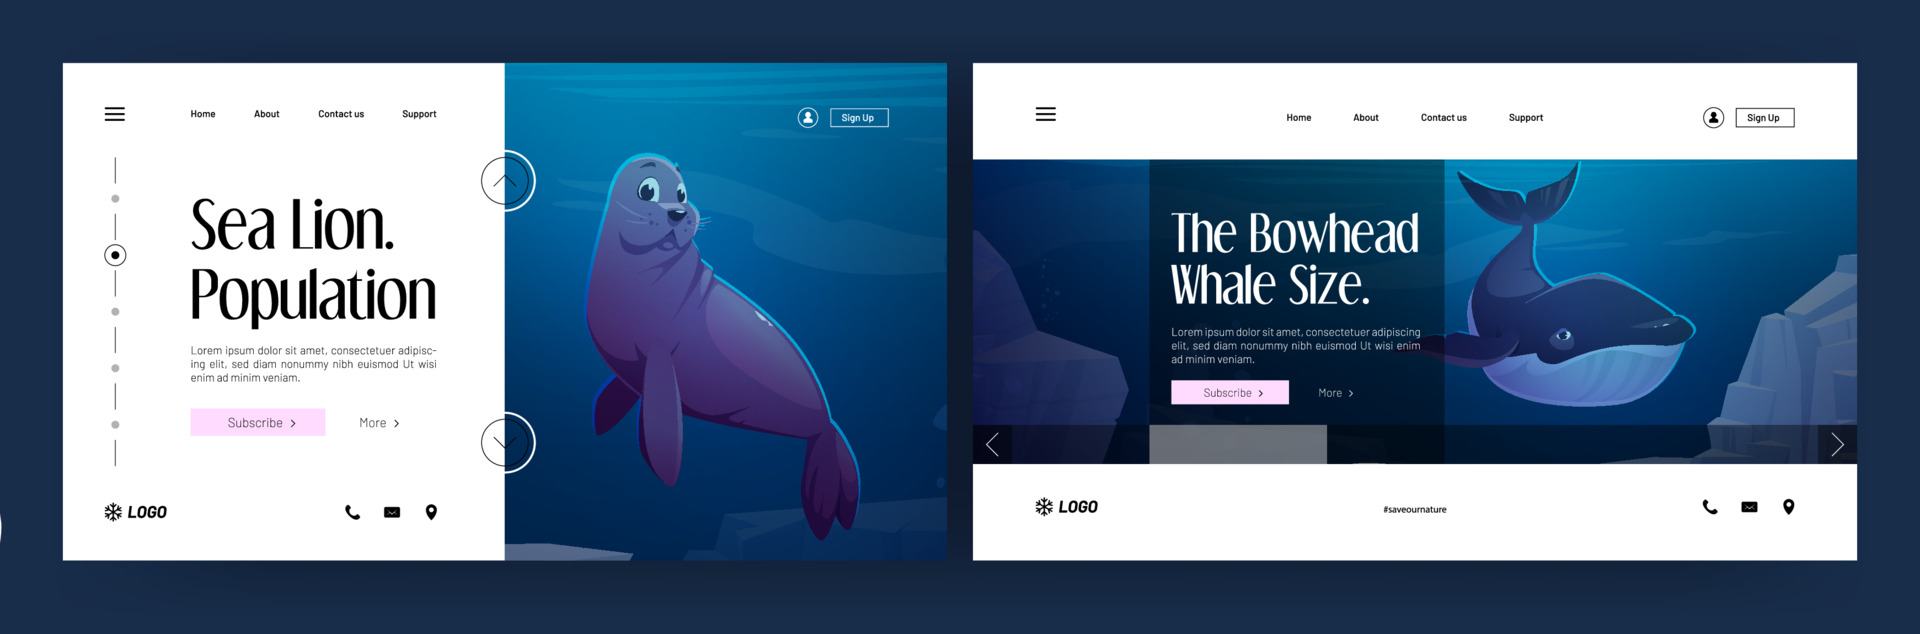 Home About Contact us Support
Sign Up
Sea Lion.
Population
Lorem ipsum dolor sit amet, consectetuer adipisc-
ing elit, sed diam nonummy nibh euismod Ut wisi
enim ad minim veniam.
Subscribe > More >
LOGO
Home About Contact us Support
Sign Up
The Bowhead
Whale Size.
Lorem ipsum dolor sit amet, consectetuer adipiscing
elit, sed diam nonummy nibh euismod Ut wisi enim
ad minim veniam.
Subscribe > More >
LOGO
#saveournature